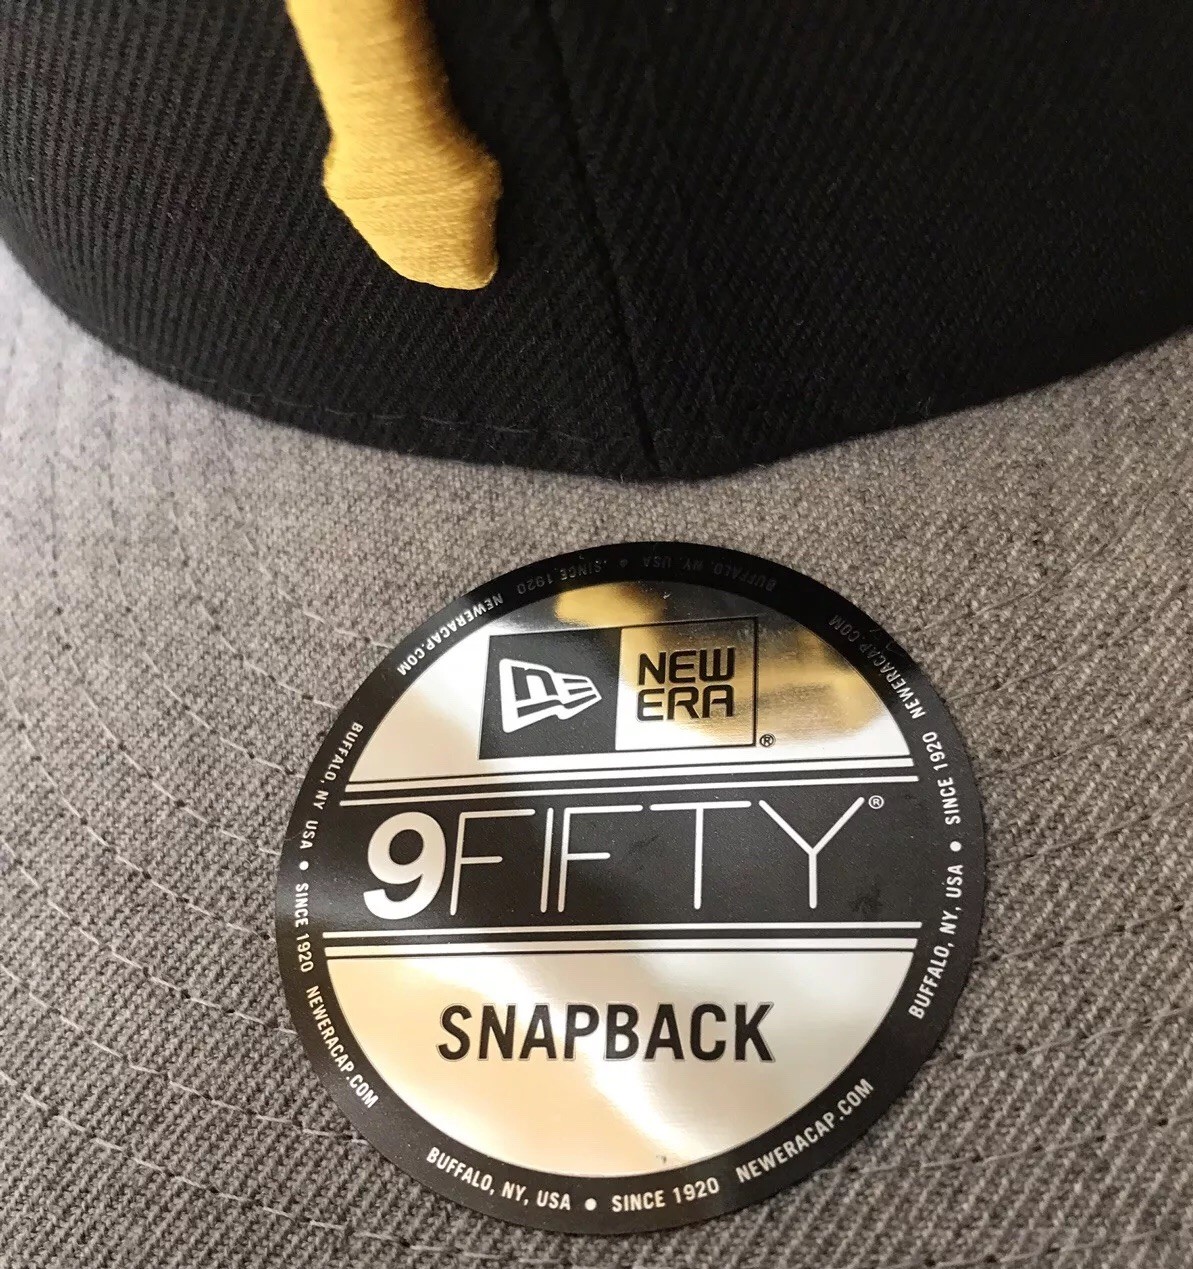 NEW
ERA
®
9FIFTY®
SNAPBACK
BUFFALO, NY, USA • SINCE 1920 NEWERACAP.COM
BUFFALO, NY, USA • SINCE 1920 NEWERACAP.COM
BUFFALO, NY, USA • SINCE 1920 NEWERACAP.COM
BUFFALO, NY USA • SINCE 1920 NEWERACAP.COM